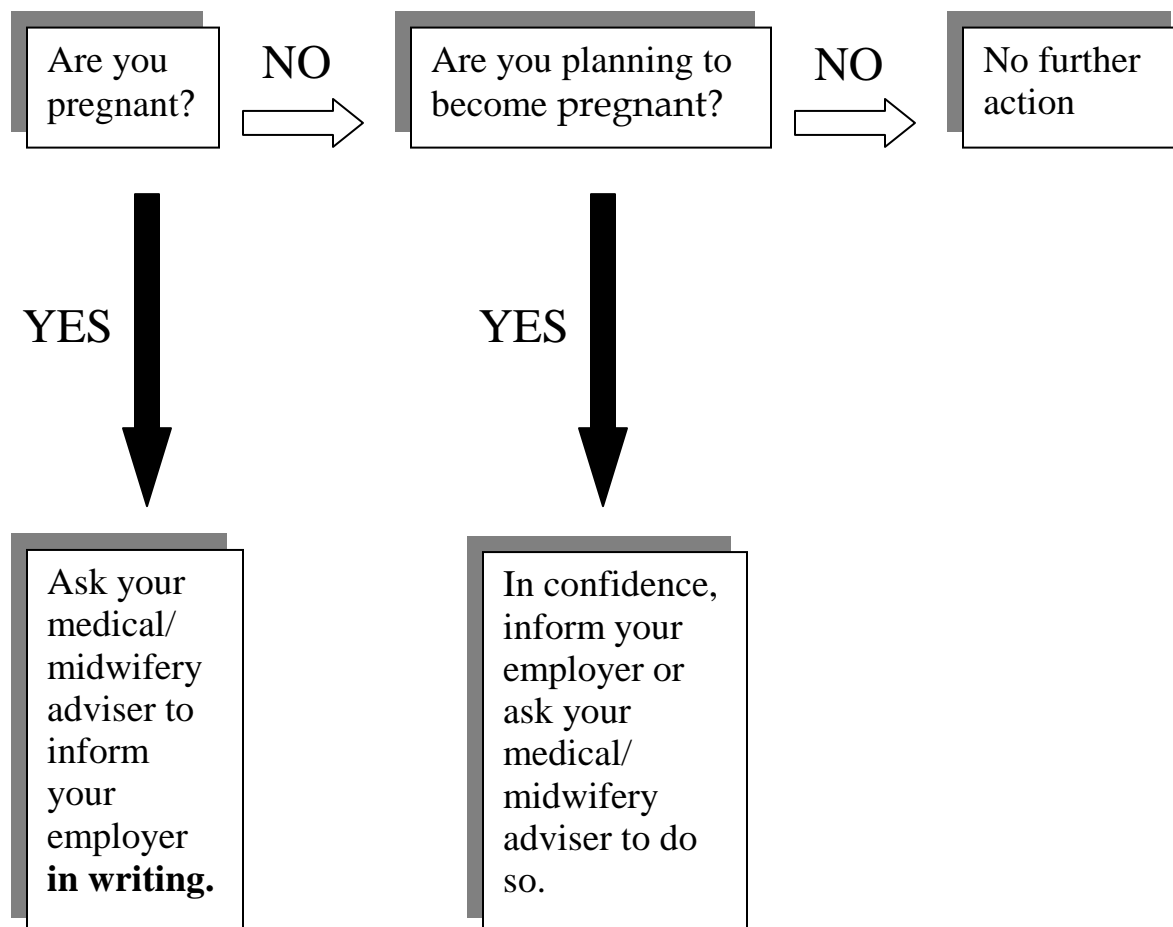 Are you
pregnant?
NO
Are you planning to
become pregnant?
NO
No further
action
YES
YES
Ask your
medical/
midwifery
adviser to
inform
your
employer
in writing.
In confidence,
inform your
employer or
ask your
medical/
midwifery
adviser to do
so.